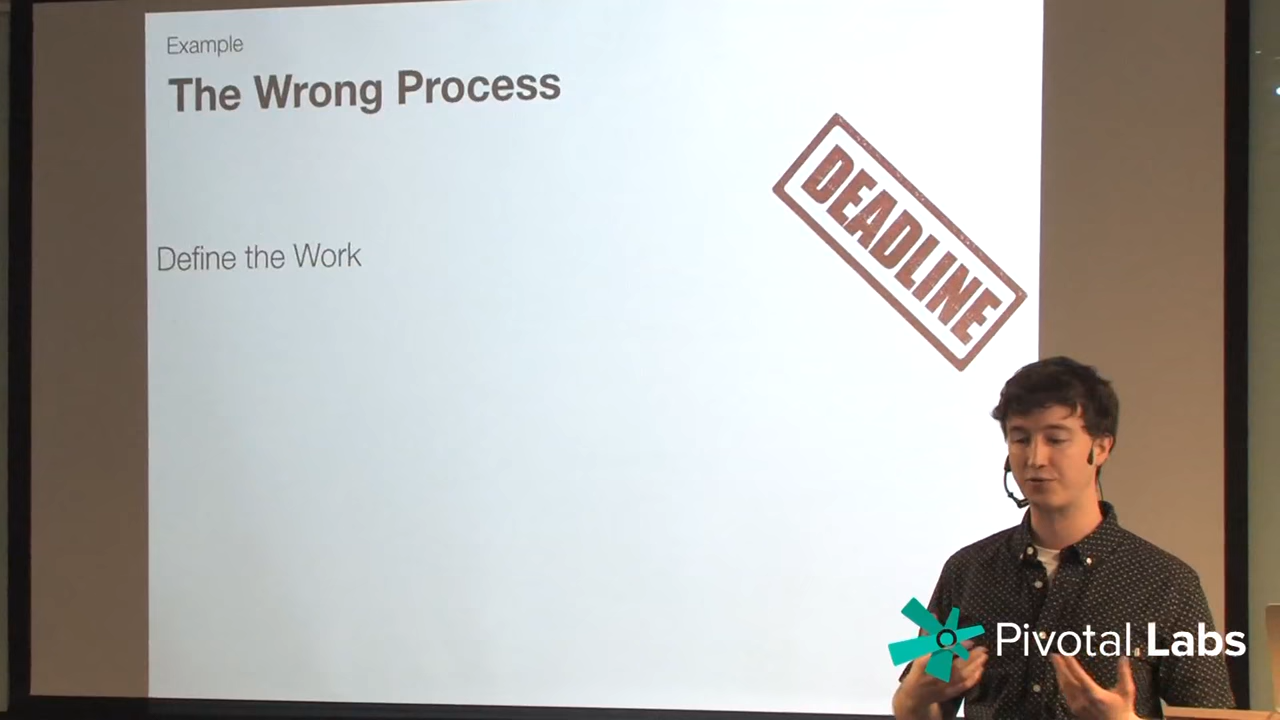 Example
The Wrong Process
DEADLINE
Define the Work
Pivotal Labs